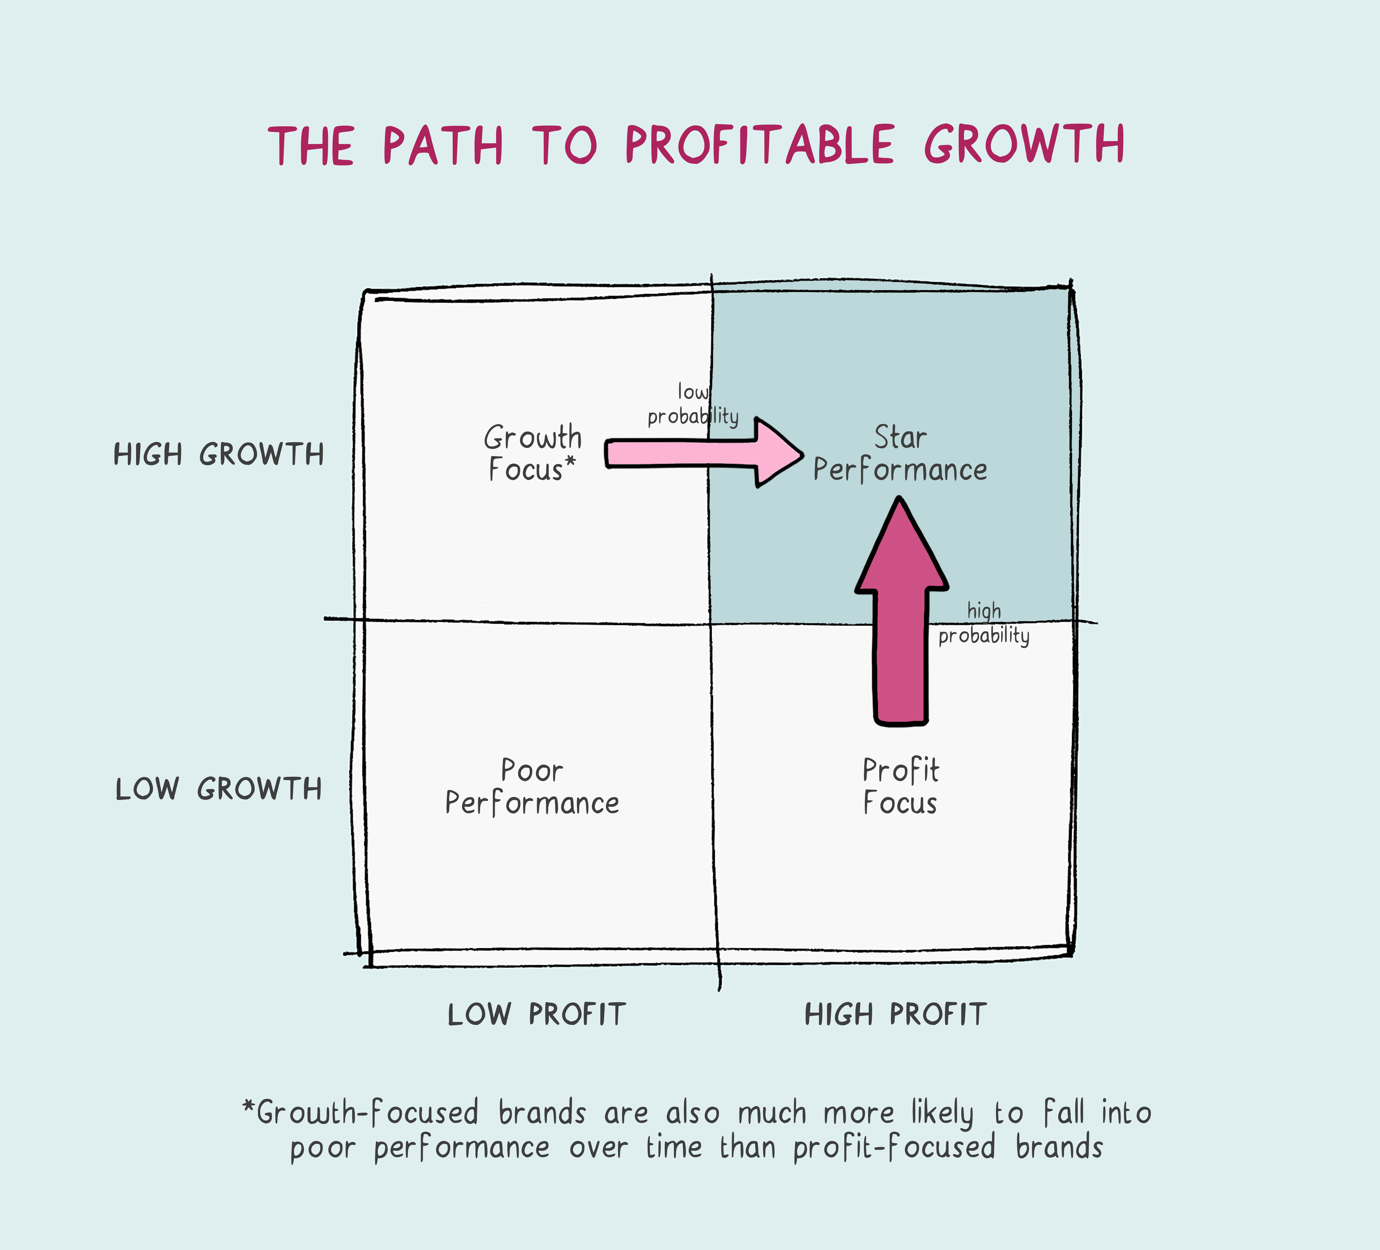 THE PATH TO PROFITABLE GROWTH
low
probability
HIGH GROWTH
Growth
Focus*
Star
Performance
high
probability
LOW GROWTH
Poor
Performance
Profit
Focus
LOW PROFIT
HIGH PROFIT
*Growth-focused brands are also much more likely to fall into
poor performance over time than profit-focused brands